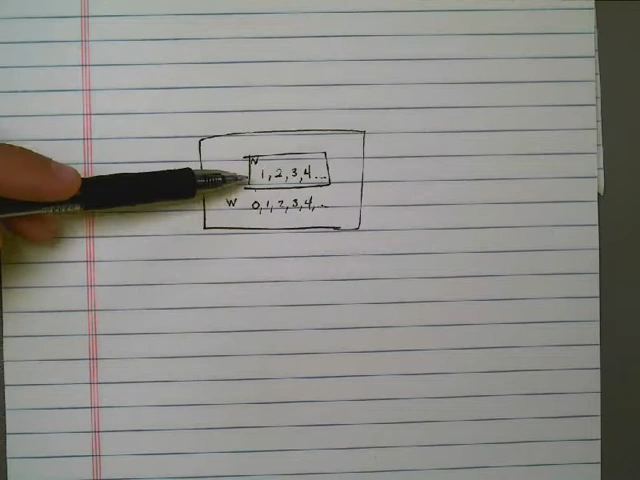 N
1, 2, 3, 4 ...
W 0, 1, 2, 3, 4, ...